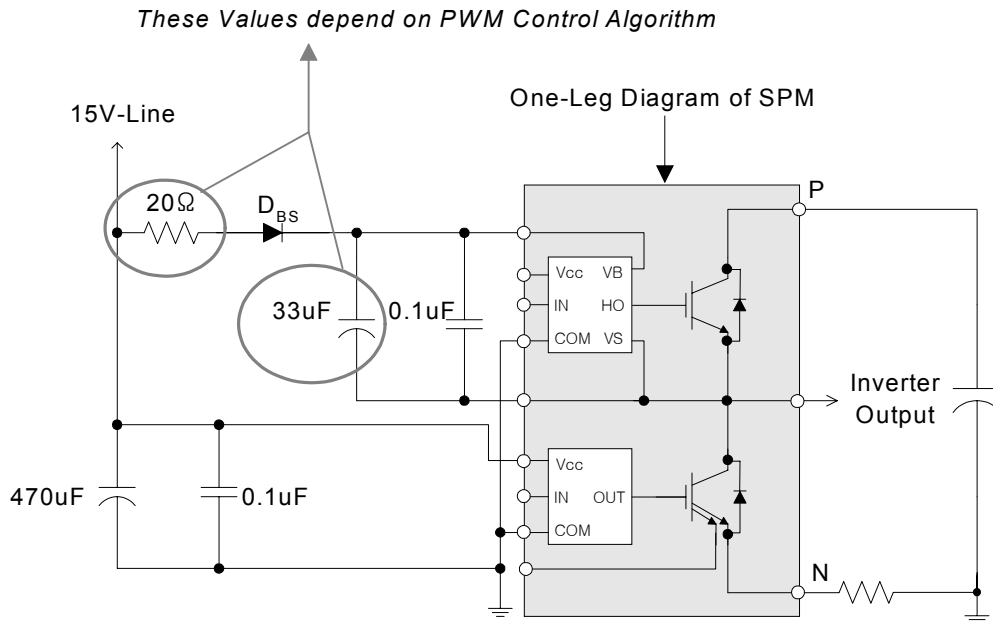 These Values depend on PWM Control Algorithm
One-Leg Diagram of SPM
15V-Line
P
20Ω
DBS
Vcc
VB
33uF
0.1uF
IN
HO
COM
VS
Inverter
Output
Vcc
470uF
0.1uF
IN
OUT
COM
N